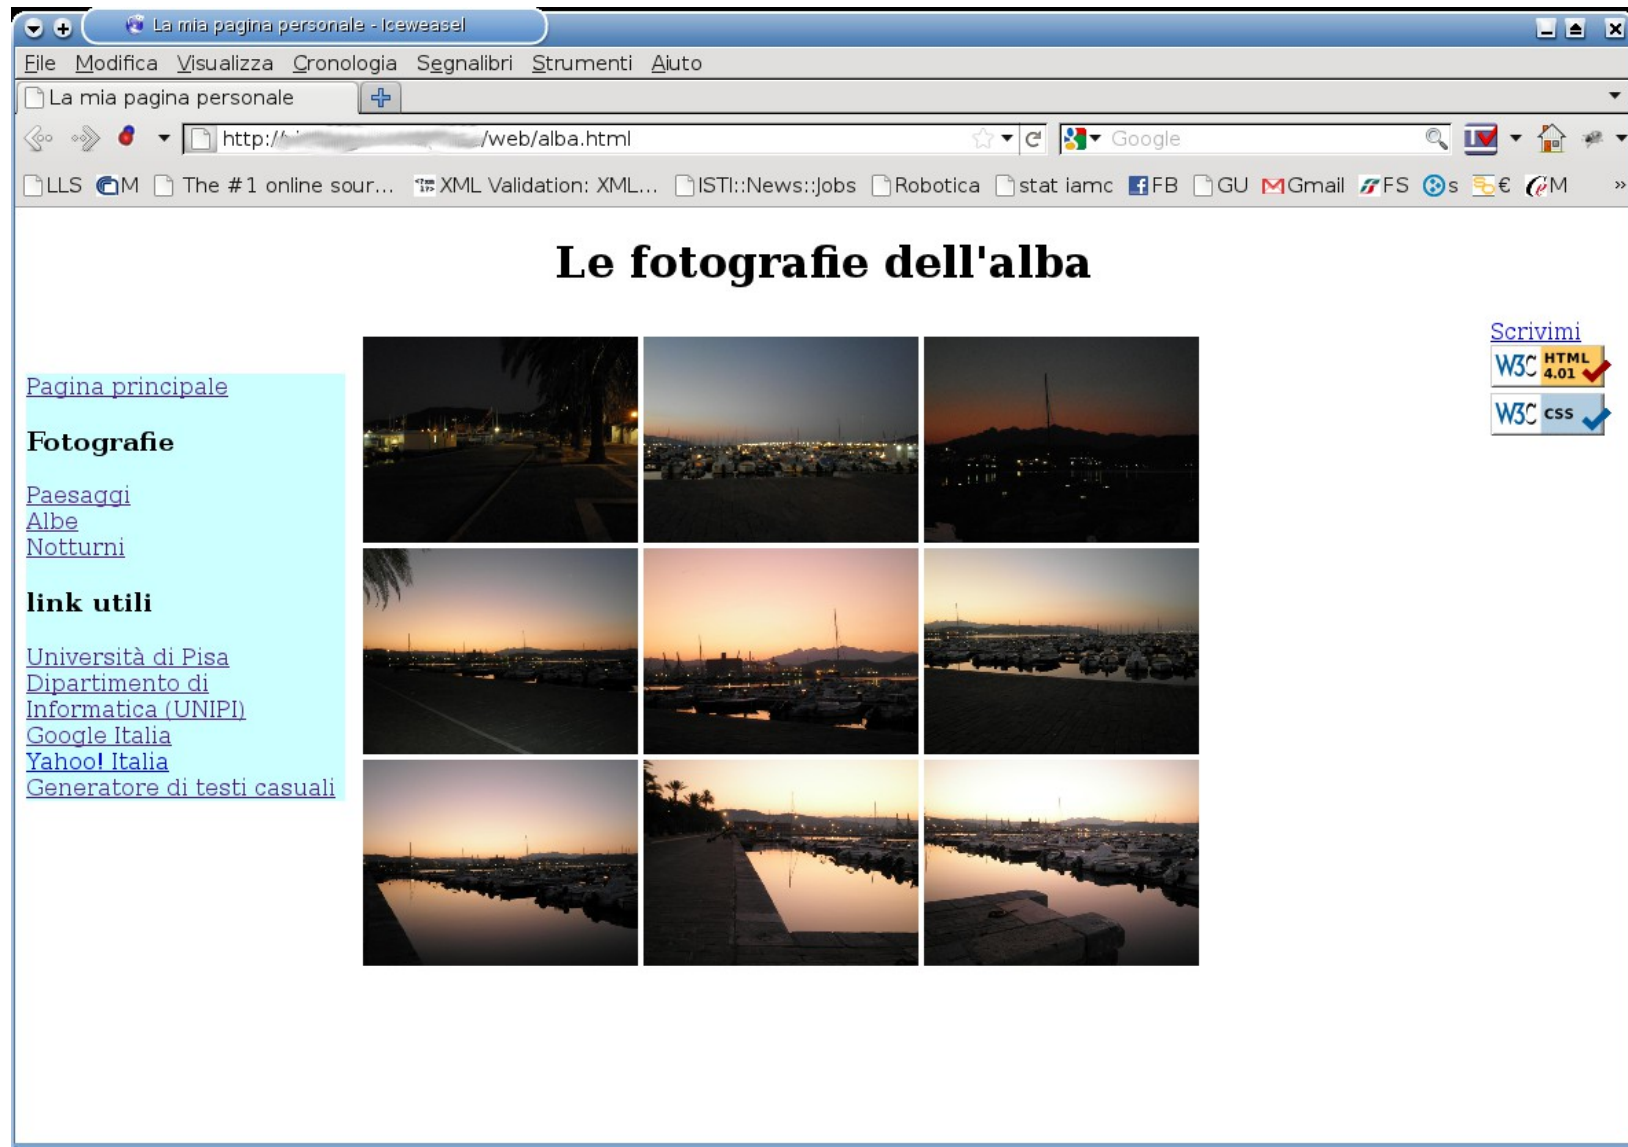 La mia pagina personale - Iceweasel
File Modifica Visualizza Cronologia Segnalibri Strumenti Aiuto
La mia pagina personale
http:// /web/alba.html Google
LLS M The #1 online sour... XML Validation: XML... ISTI::News::Jobs Robotica stat iamc FB GU Gmail FS s € M »
Le fotografie dell'alba
Scrivimi
W3C HTML 4.01
W3C css
Pagina principale
Fotografie
Paesaggi
Albe
Notturni
link utili
Università di Pisa
Dipartimento di
Informatica (UNIPI)
Google Italia
Yahoo! Italia
Generatore di testi casuali